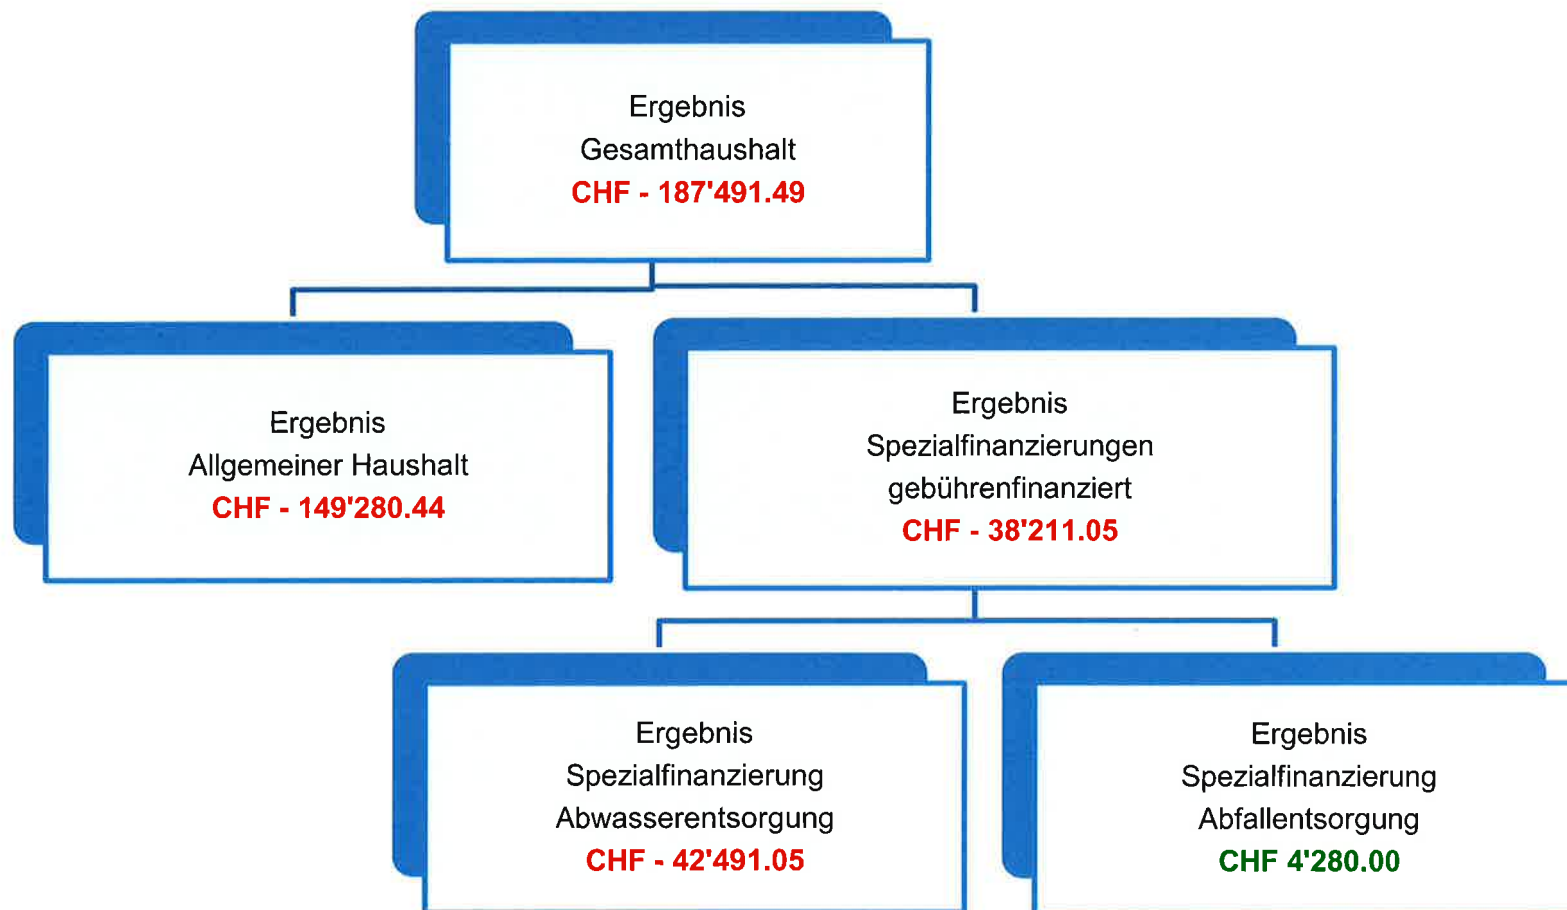 Ergebnis
Gesamthaushalt
CHF - 187'491.49
Ergebnis
Allgemeiner Haushalt
CHF - 149'280.44
Ergebnis
Spezialfinanzierungen
gebührenfinanziert
CHF - 38'211.05
Ergebnis
Spezialfinanzierung
Abwasserentsorgung
CHF - 42'491.05
Ergebnis
Spezialfinanzierung
Abfallentsorgung
CHF 4'280.00